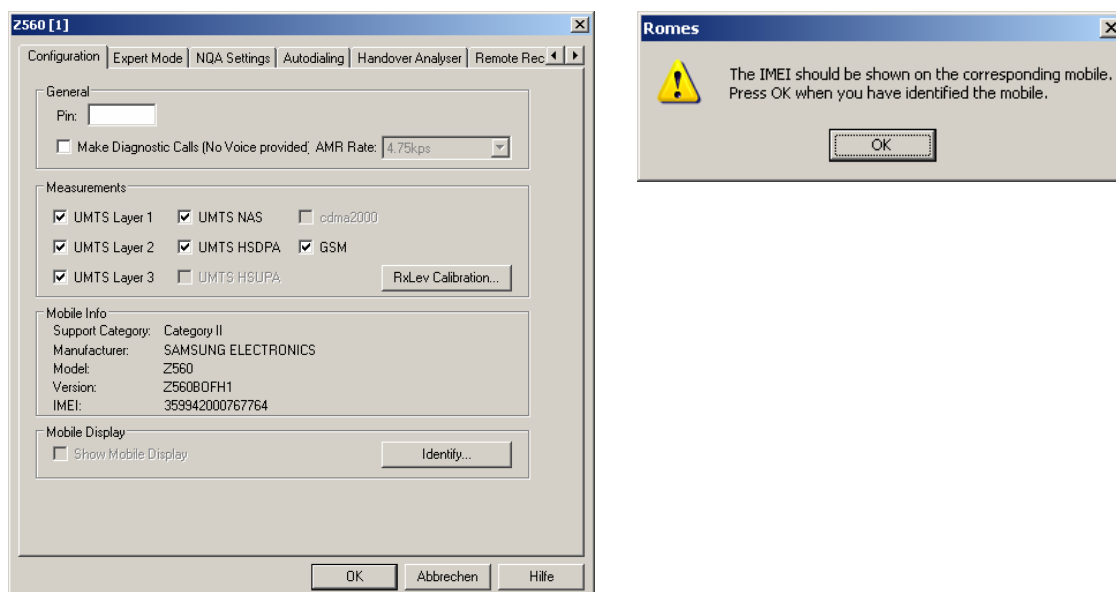 Z560 [1]
Configuration Expert Mode NQA Settings Autodialing Handover Analyser Remote Rec
General
Pin:
Make Diagnostic Calls (No Voice provided) AMR Rate: 4.75kps
Measurements
UMTS Layer 1 UMTS NAS cdma2000
UMTS Layer 2 UMTS HSDPA GSM
UMTS Layer 3 UMTS HSUPA RxLev Calibration...
Mobile Info
Support Category: Category II
Manufacturer: SAMSUNG ELECTRONICS
Model: Z560
Version: Z560BOFH1
IMEI: 359942000767764
Mobile Display
Show Mobile Display Identify...
OK Abbrechen Hilfe
Romes
The IMEI should be shown on the corresponding mobile.
Press OK when you have identified the mobile.
OK